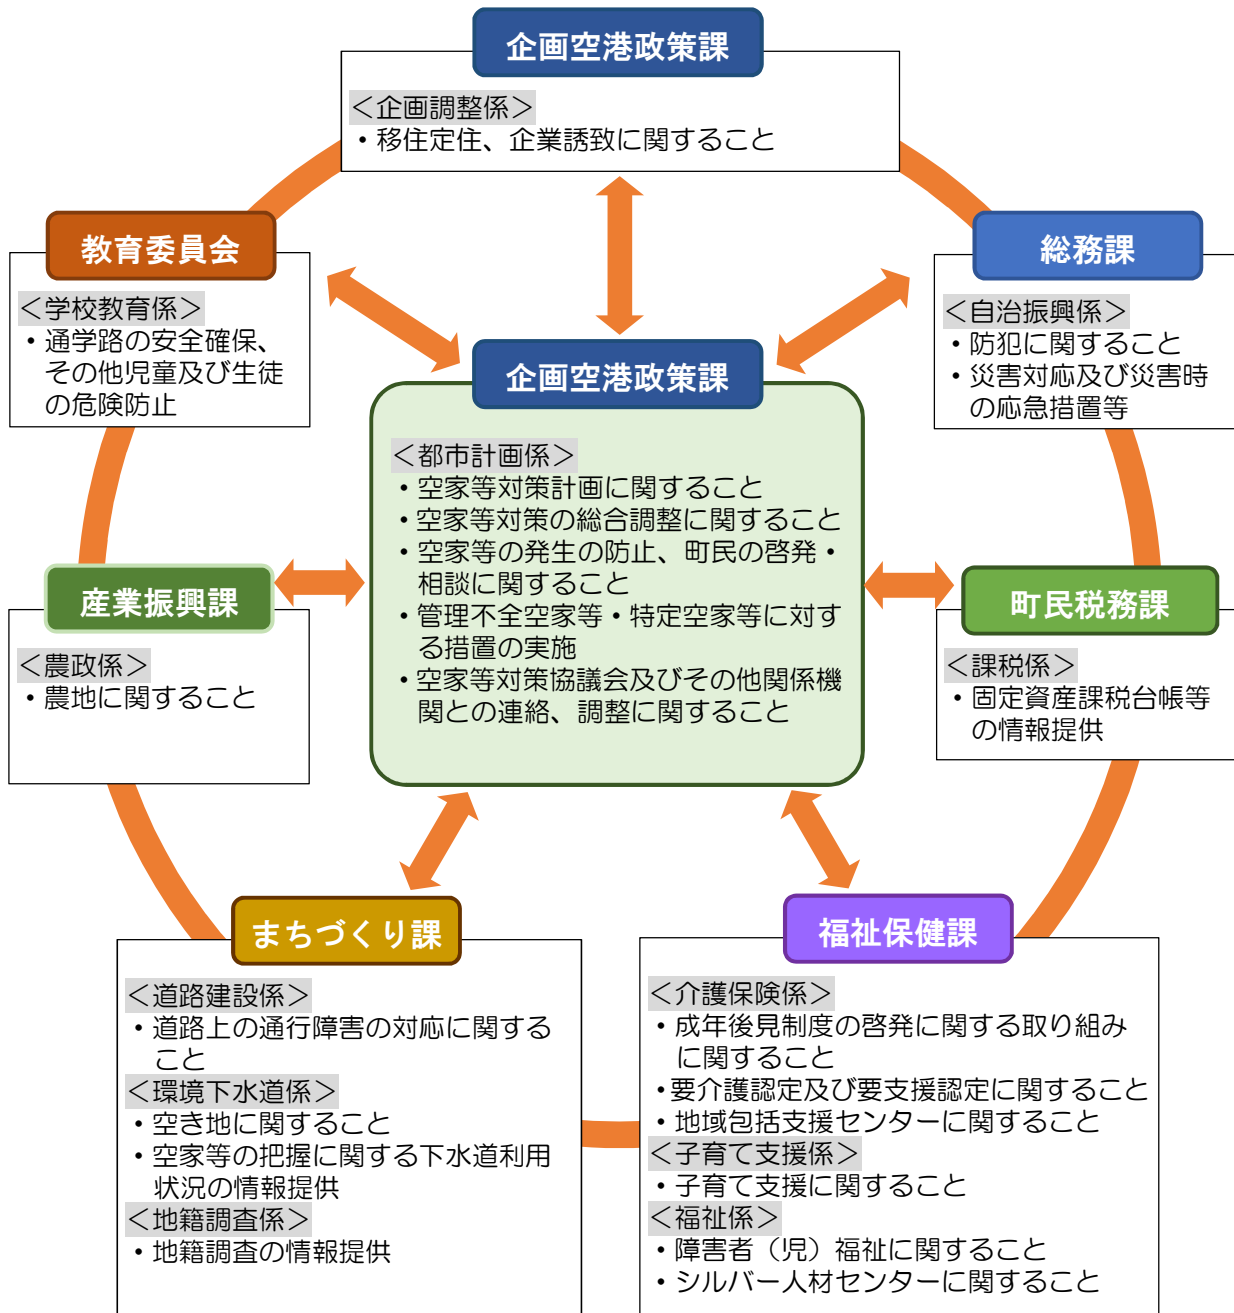 企画空港政策課
＜企画調整係＞
・移住定住、企業誘致に関すること
教育委員会
＜学校教育係＞
・通学路の安全確保、
その他児童及び生徒
の危険防止
総務課
＜自治振興係＞
・防犯に関すること
・災害対応及び災害時
の応急措置等
企画空港政策課
＜都市計画係＞
・空家等対策計画に関すること
・空家等対策の総合調整に関すること
・空家等の発生の防止、町民の啓発・
相談に関すること
・管理不全空家等・特定空家等に対す
る措置の実施
・空家等対策協議会及びその他関係機
関との連絡、調整に関すること
産業振興課
＜農政係＞
・農地に関すること
町民税務課
＜課税係＞
・固定資産課税台帳等
の情報提供
まちづくり課
＜道路建設係＞
・道路上の通行障害の対応に関する
こと
＜環境下水道係＞
・空き地に関すること
・空家等の把握に関する下水道利用
状況の情報提供
＜地籍調査係＞
・地籍調査の情報提供
福祉保健課
＜介護保険係＞
・成年後見制度の啓発に関する取り組み
に関すること
・要介護認定及び要支援認定に関すること
・地域包括支援センターに関すること
＜子育て支援係＞
・子育て支援に関すること
＜福祉係＞
・障害者（児）福祉に関すること
・シルバー人材センターに関すること